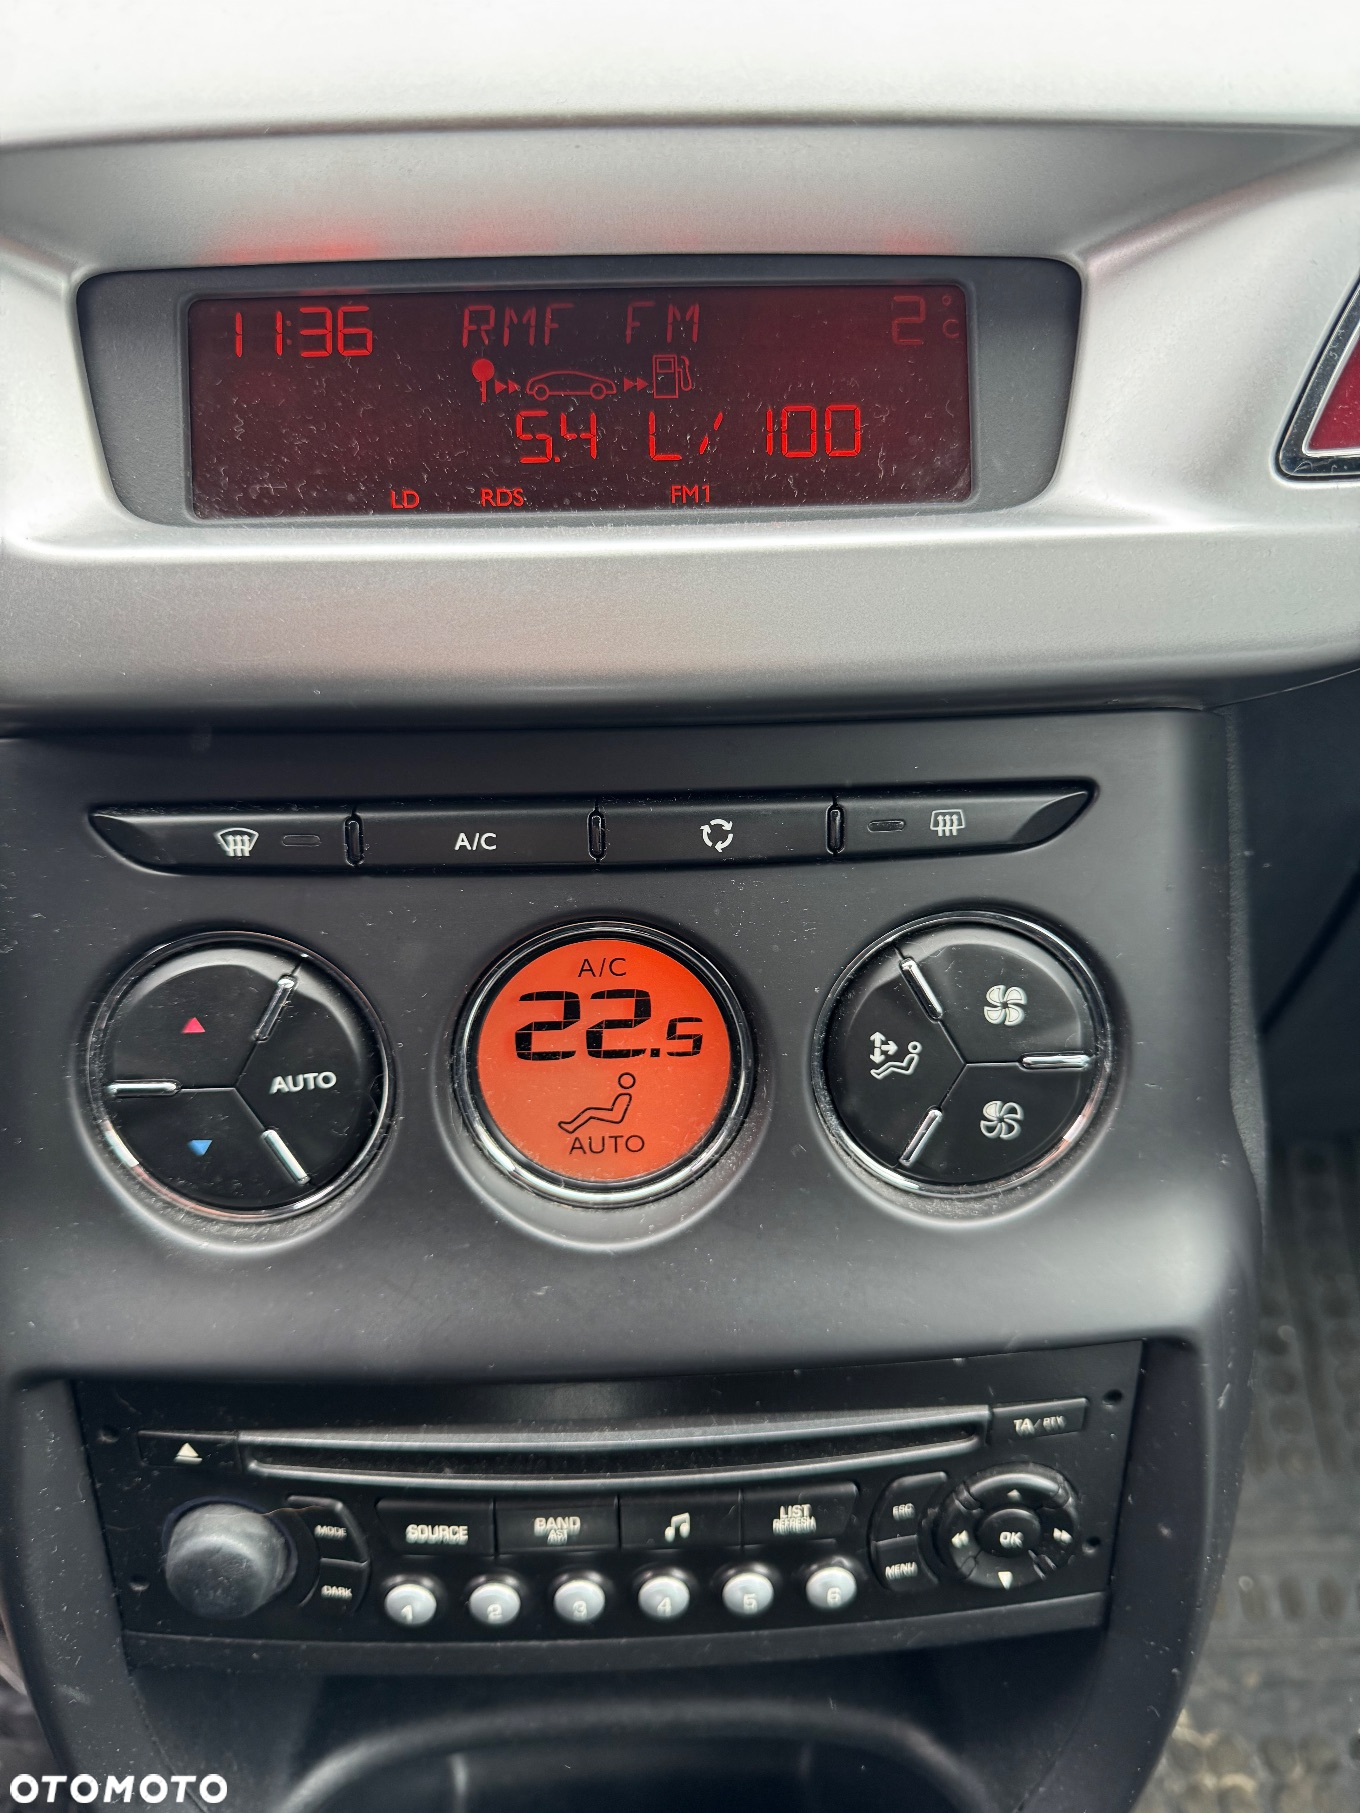 11:36 RMF FM 2°C
5.4 L/100
LD RDS FM1
A/C
A/C
22.5
AUTO
AUTO
TA/PTY
MODE
DARK
SOURCE
BAND
AST
LIST
REFRESH
ESC
MENU
OK
1 2 3 4 5 6
OTOMOTO